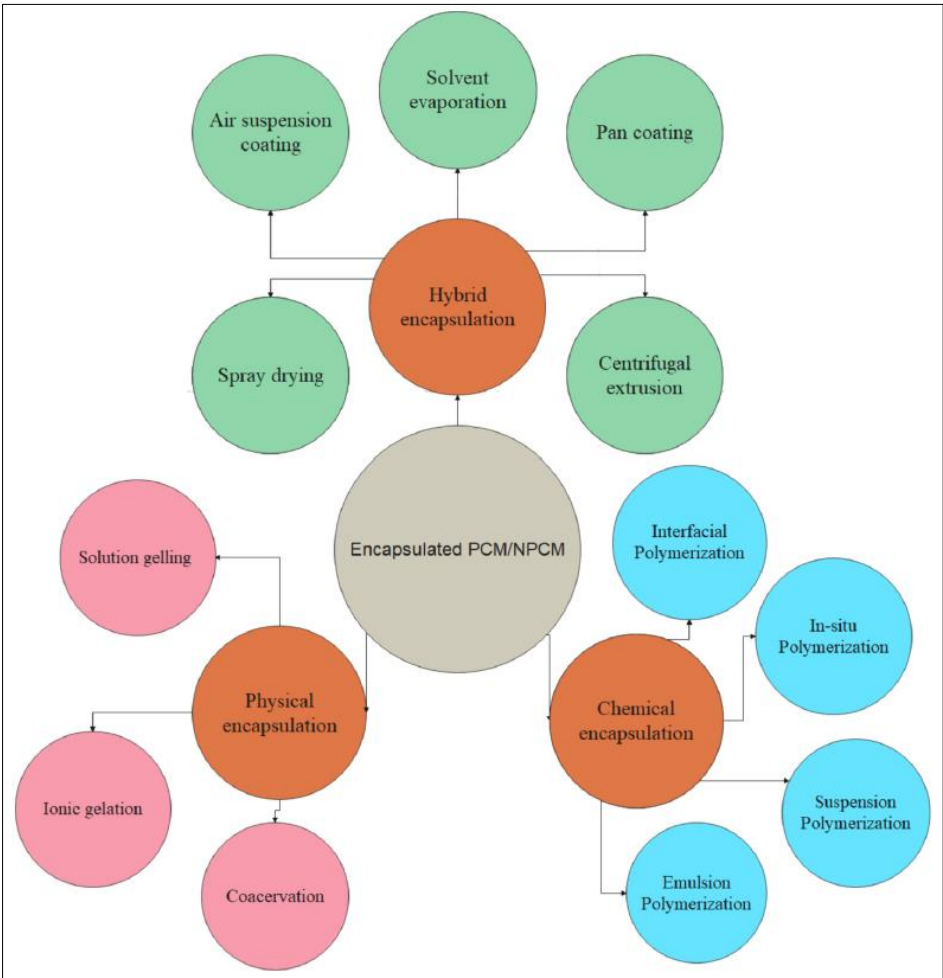 Solvent
evaporation
Air suspension
coating
Pan coating
Hybrid
encapsulation
Spray drying
Centrifugal
extrusion
Encapsulated PCM/NPCM
Interfacial
Polymerization
Solution gelling
In-situ
Polymerization
Physical
encapsulation
Chemical
encapsulation
Ionic gelation
Suspension
Polymerization
Coacervation
Emulsion
Polymerization